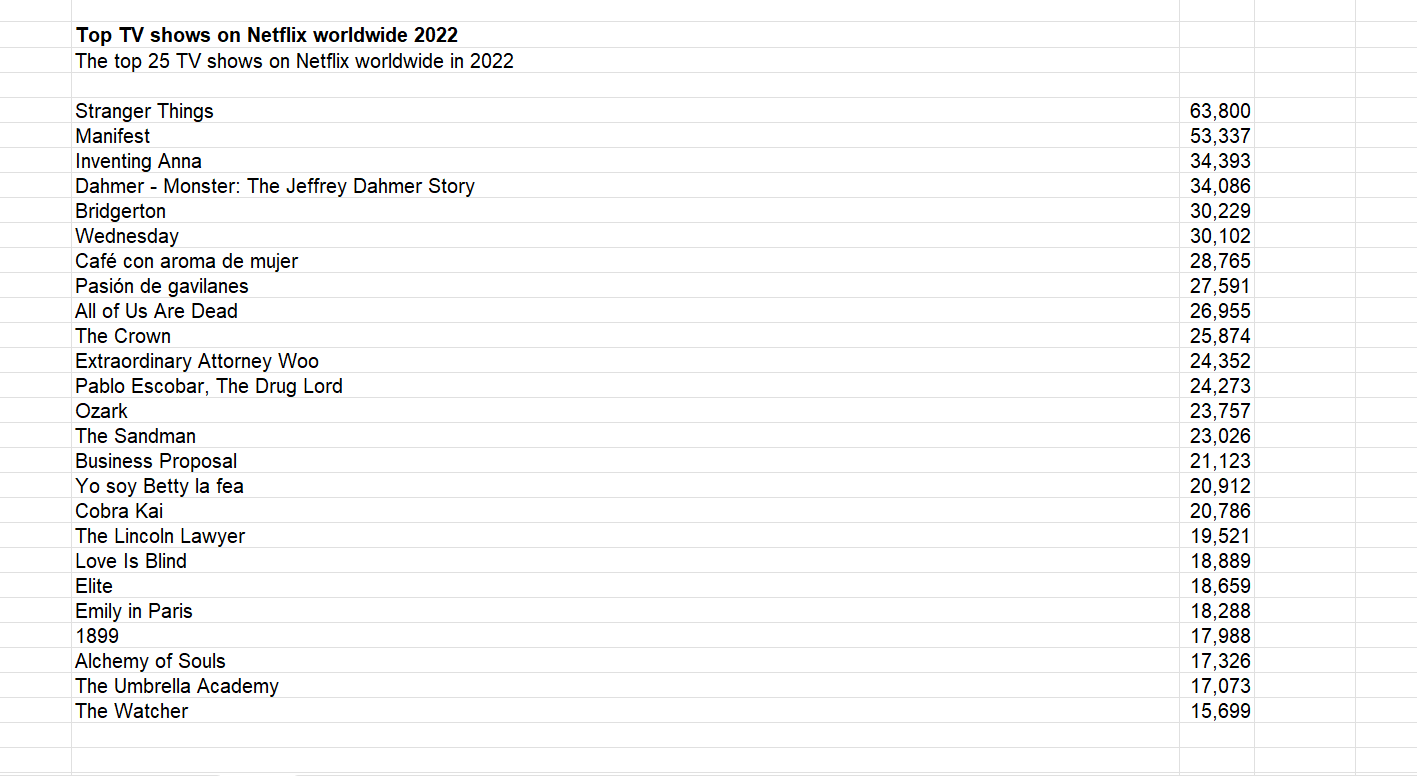 Top TV shows on Netflix worldwide 2022
The top 25 TV shows on Netflix worldwide in 2022
Stranger Things 63,800
Manifest 53,337
Inventing Anna 34,393
Dahmer - Monster: The Jeffrey Dahmer Story 34,086
Bridgerton 30,229
Wednesday 30,102
Café con aroma de mujer 28,765
Pasión de gavilanes 27,591
All of Us Are Dead 26,955
The Crown 25,874
Extraordinary Attorney Woo 24,352
Pablo Escobar, The Drug Lord 24,273
Ozark 23,757
The Sandman 23,026
Business Proposal 21,123
Yo soy Betty la fea 20,912
Cobra Kai 20,786
The Lincoln Lawyer 19,521
Love Is Blind 18,889
Elite 18,659
Emily in Paris 18,288
1899 17,988
Alchemy of Souls 17,326
The Umbrella Academy 17,073
The Watcher 15,699